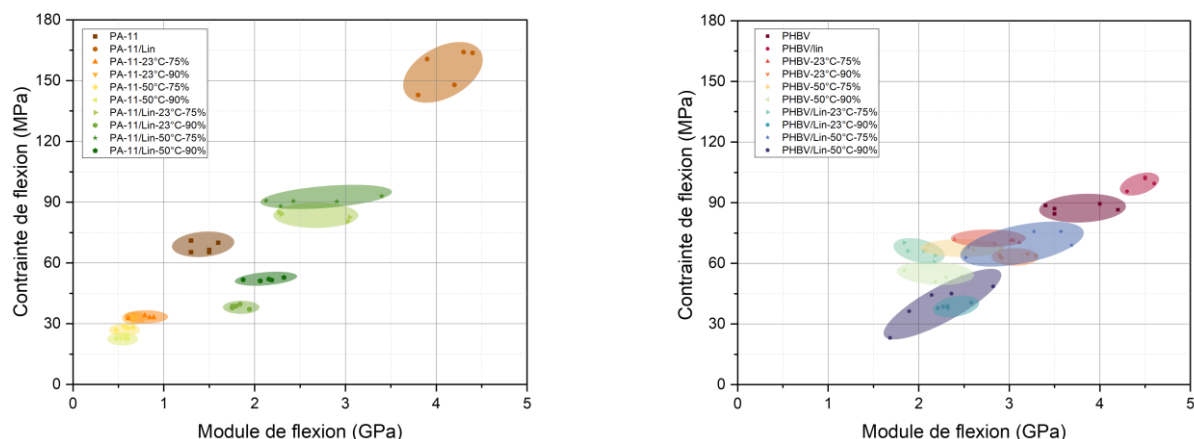 180
150
120
90
60
30
0
Contrainte de flexion (MPa)
PA-11
PA-11/Lin
PA-11-23°C-75%
PA-11-23°C-90%
PA-11-50°C-75%
PA-11-50°C-90%
PA-11/Lin-23°C-75%
PA-11/Lin-23°C-90%
PA-11/Lin-50°C-75%
PA-11/Lin-50°C-90%
0 1 2 3 4 5
Module de flexion (GPa)
180
150
120
90
60
30
0
Contrainte de flexion (MPa)
PHBV
PHBV/lin
PHBV-23°C-75%
PHBV-23°C-90%
PHBV-50°C-75%
PHBV-50°C-90%
PHBV/Lin-23°C-75%
PHBV/Lin-23°C-90%
PHBV/Lin-50°C-75%
PHBV/Lin-50°C-90%
0 1 2 3 4 5
Module de flexion (GPa)